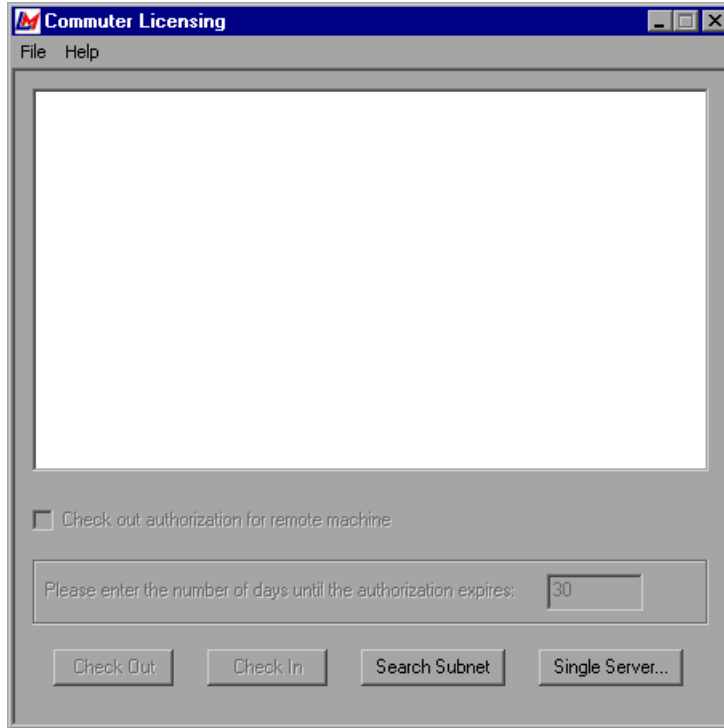 LM Commuter Licensing
File Help
Check out authorization for remote machine
Please enter the number of days until the authorization expires: 30
Check Out Check In Search Subnet Single Server...